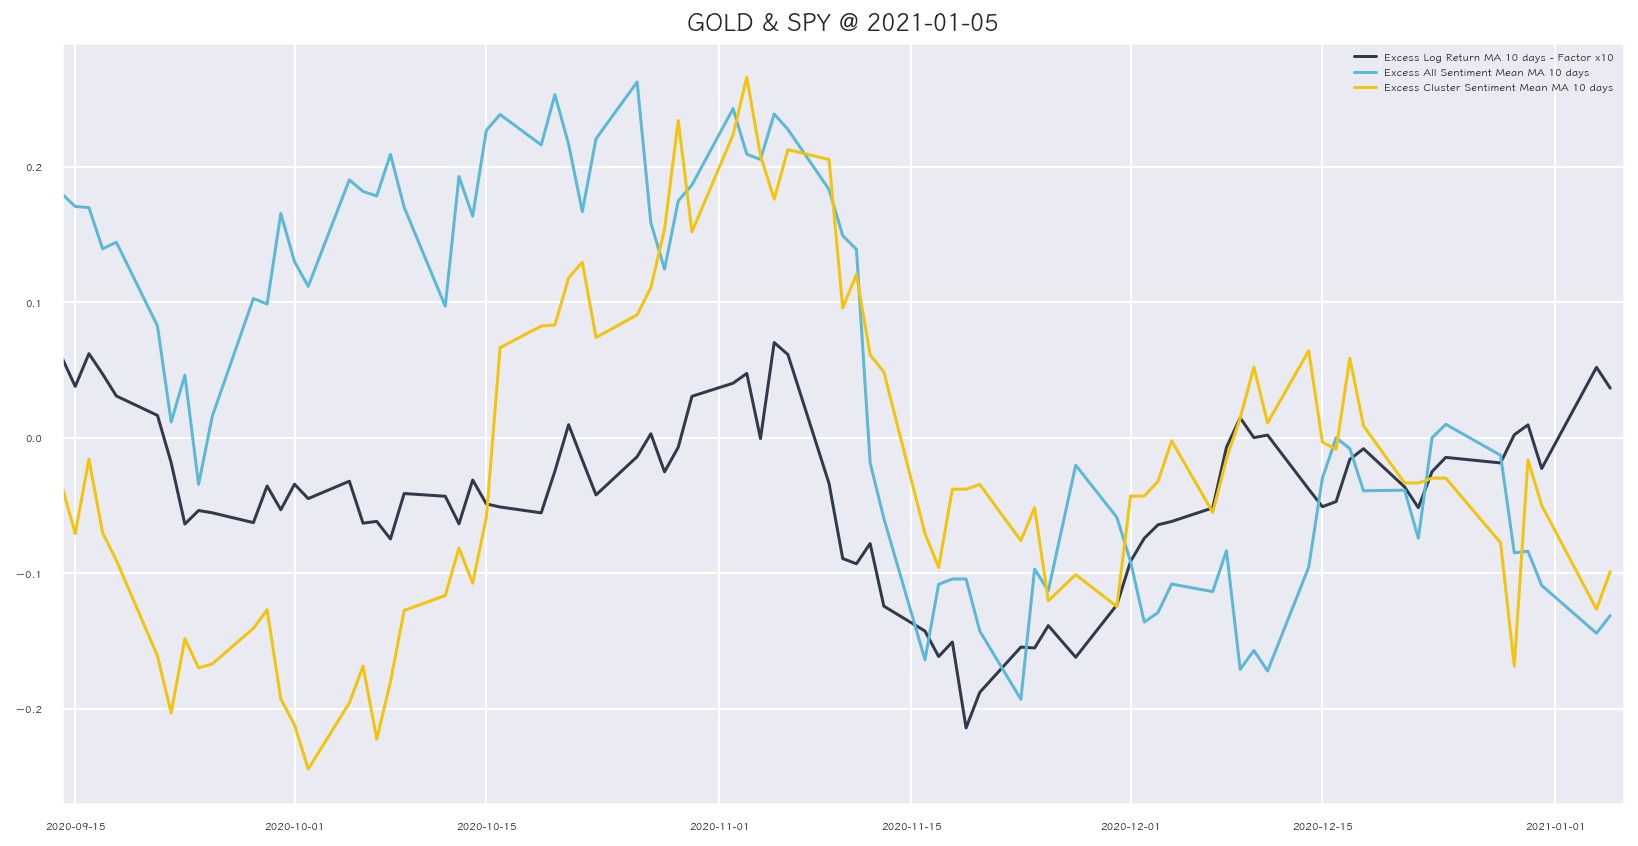 GOLD & SPY @ 2021-01-05
Excess Log Return MA 10 days - Factor x10
Excess All Sentiment Mean MA 10 days
Excess Cluster Sentiment Mean MA 10 days
0.2
0.1
0.0
−0.1
−0.2
2020-09-15 2020-10-01 2020-10-15 2020-11-01 2020-11-15 2020-12-01 2020-12-15 2021-01-01